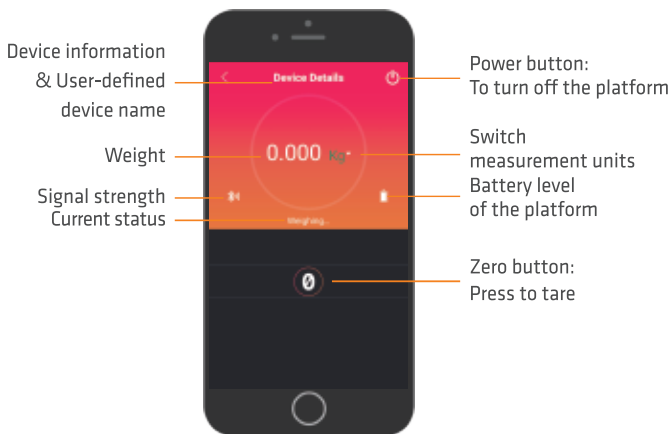 Device information
& User-defined
device name
Weight
Signal strength
Current status
Device Details
0.000 Kg
Weighing...
0
Power button:
To turn off the platform
Switch
measurement units
Battery level
of the platform
Zero button:
Press to tare